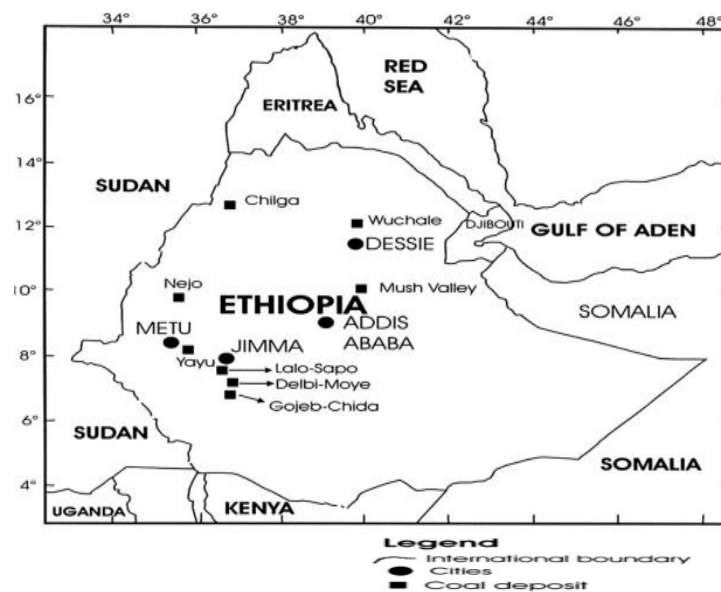 34° 36° 38° 40° 42° 44° 46° 48°
RED
SEA
16°
ERITREA
14°
SUDAN
Chilga
Wuchale
12°
DJIBOUTI
GULF OF ADEN
DESSIE
Nejo
10°
Mush Valley
ETHIOPIA
SOMALIA
METU
ADDIS
ABABA
JIMMA
8°
Yayu
Lalo-Sapo
Delbi-Moye
Gojeb-Chida
6°
SUDAN
SOMALIA
4°
UGANDA
KENYA
Legend
International boundary
Cities
Coal deposit